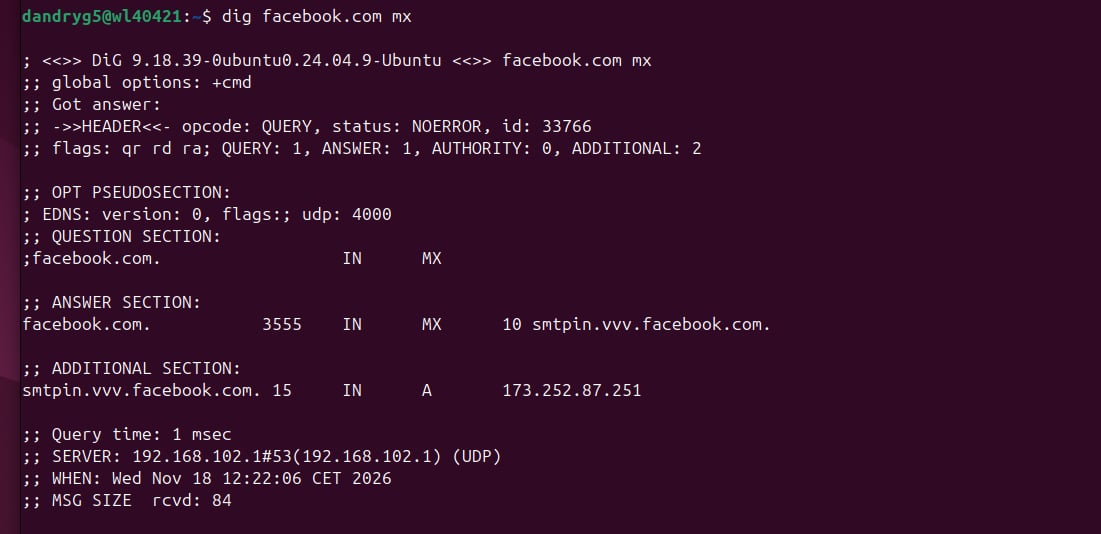 dandryg5@wl40421:~$ dig facebook.com mx
; <<>> DiG 9.18.39-0ubuntu0.24.04.9-Ubuntu <<>> facebook.com mx
;; global options: +cmd
;; Got answer:
;; ->>HEADER<<- opcode: QUERY, status: NOERROR, id: 33766
;; flags: qr rd ra; QUERY: 1, ANSWER: 1, AUTHORITY: 0, ADDITIONAL: 2
;; OPT PSEUDOSECTION:
; EDNS: version: 0, flags:; udp: 4000
;; QUESTION SECTION:
;facebook.com. IN MX
;; ANSWER SECTION:
facebook.com. 3555 IN MX 10 smtpin.vvv.facebook.com.
;; ADDITIONAL SECTION:
smtpin.vvv.facebook.com. 15 IN A 173.252.87.251
;; Query time: 1 msec
;; SERVER: 192.168.102.1#53(192.168.102.1) (UDP)
;; WHEN: Wed Nov 18 12:22:06 CET 2026
;; MSG SIZE  rcvd: 84